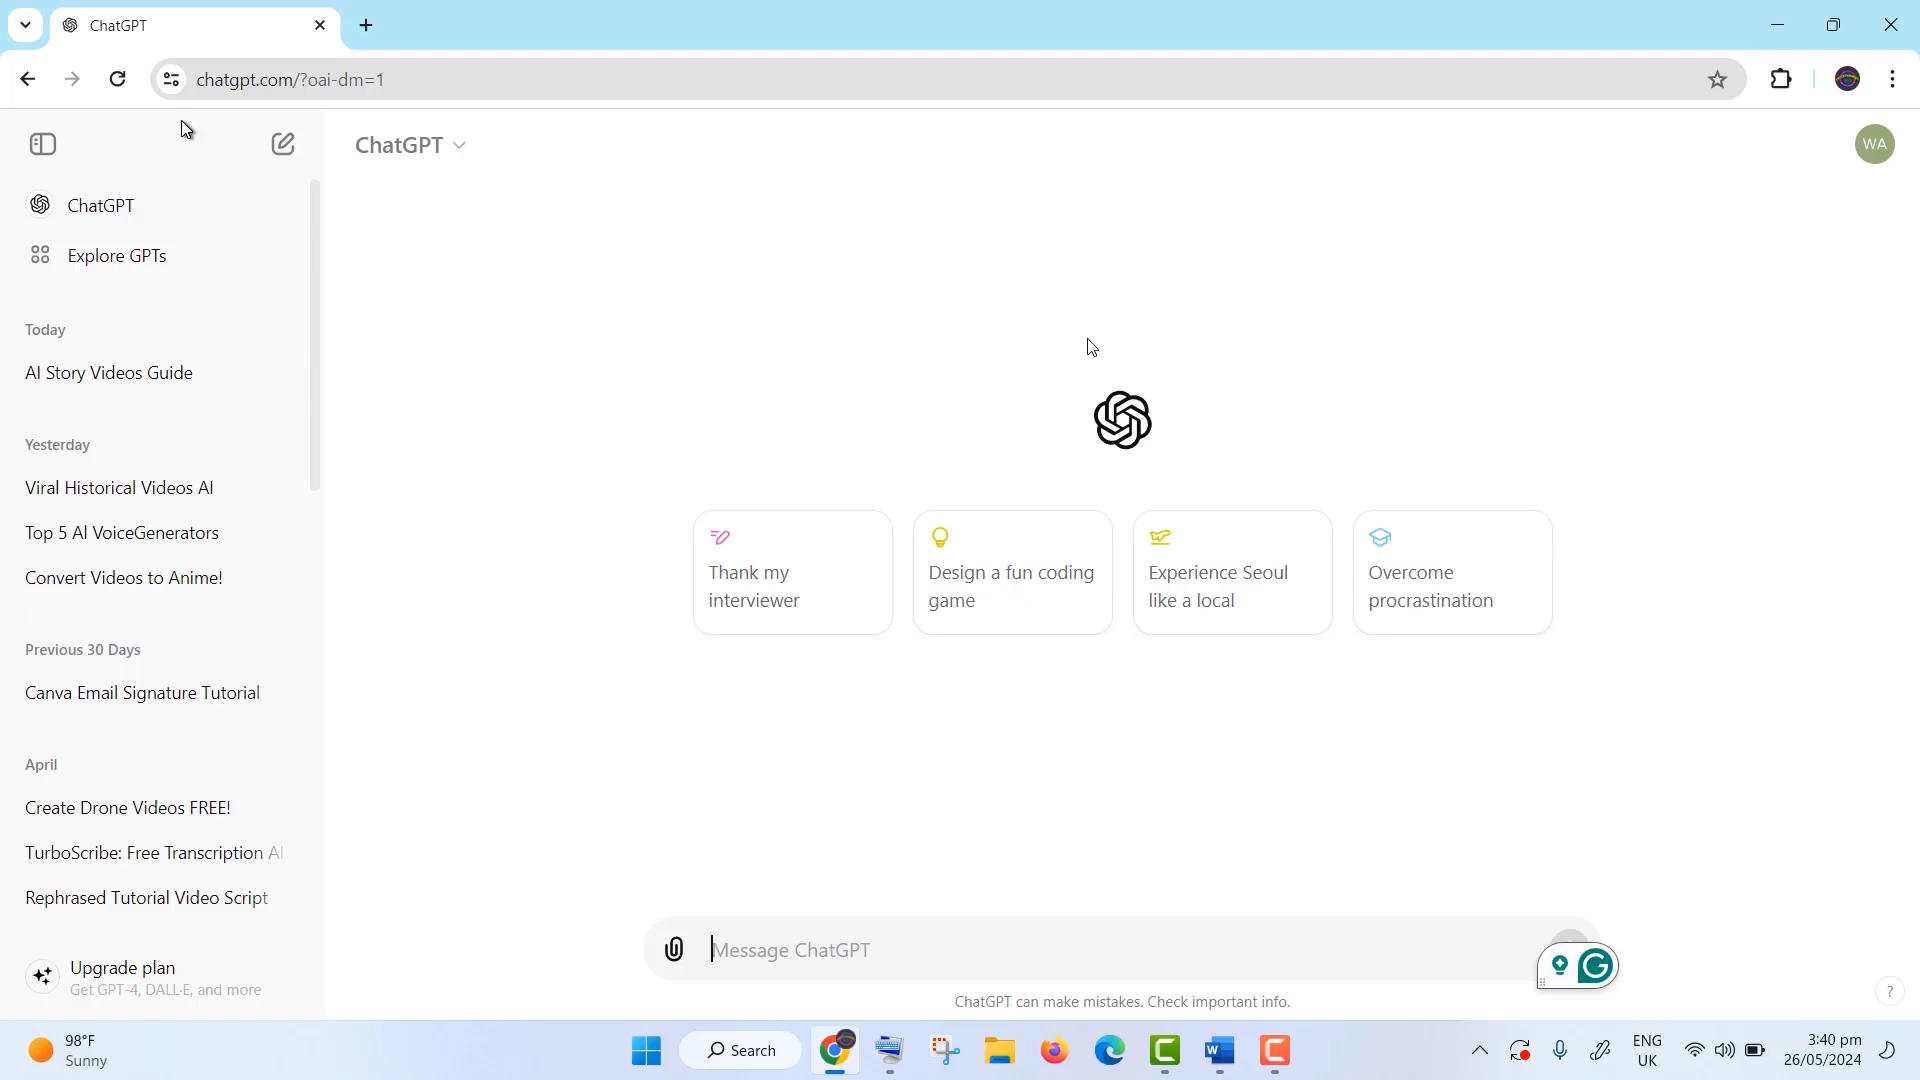 ChatGPT
chatgpt.com/?oai-dm=1
ChatGPT
WA
ChatGPT
Explore GPTs
Today
AI Story Videos Guide
Yesterday
Viral Historical Videos AI
Top 5 Al VoiceGenerators
Convert Videos to Anime!
Previous 30 Days
Canva Email Signature Tutorial
April
Create Drone Videos FREE!
TurboScribe: Free Transcription AI
Rephrased Tutorial Video Script
Upgrade plan
Get GPT-4, DALL·E, and more
Thank my
interviewer
Design a fun coding
game
Experience Seoul
like a local
Overcome
procrastination
Message ChatGPT
ChatGPT can make mistakes. Check important info.
?
98°F
Sunny
Search
ENG
UK
3:40 pm
26/05/2024